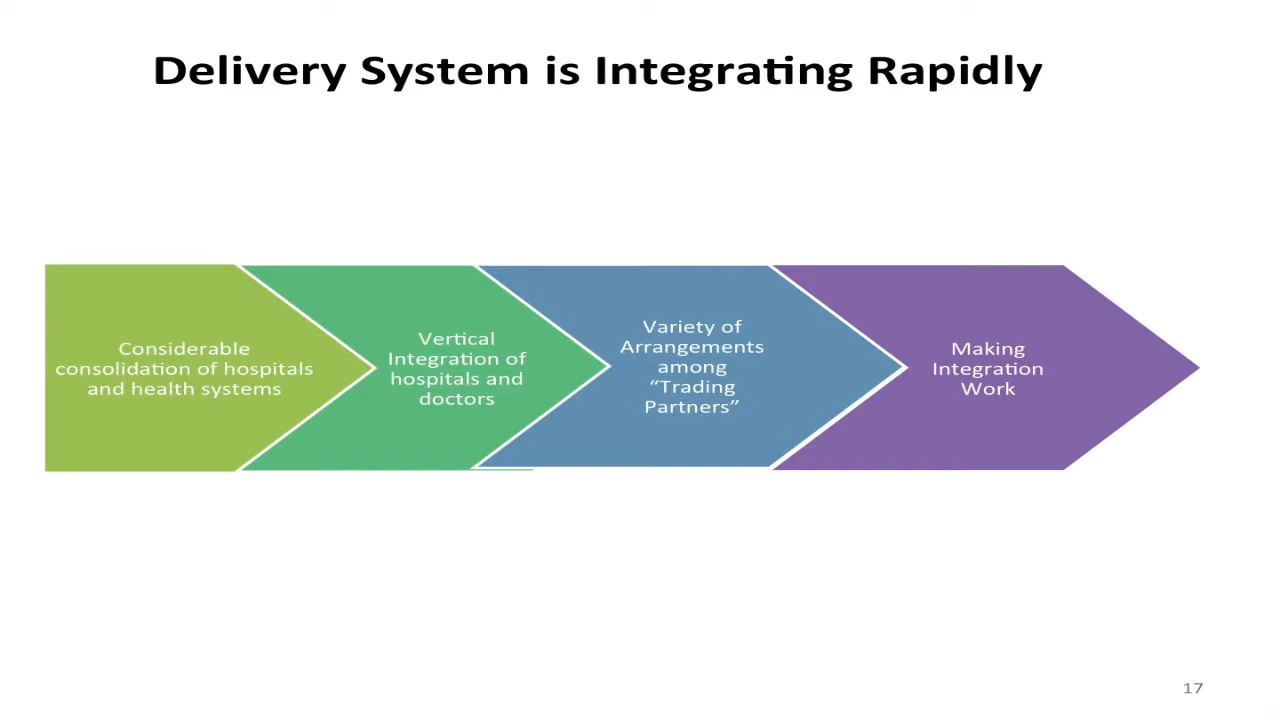 Delivery System is Integrating Rapidly
Considerable
consolidation of hospitals
and health systems
Vertical
Integration of
hospitals and
doctors
Variety of
Arrangements
among
“Trading
Partners”
Making
Integration
Work
17